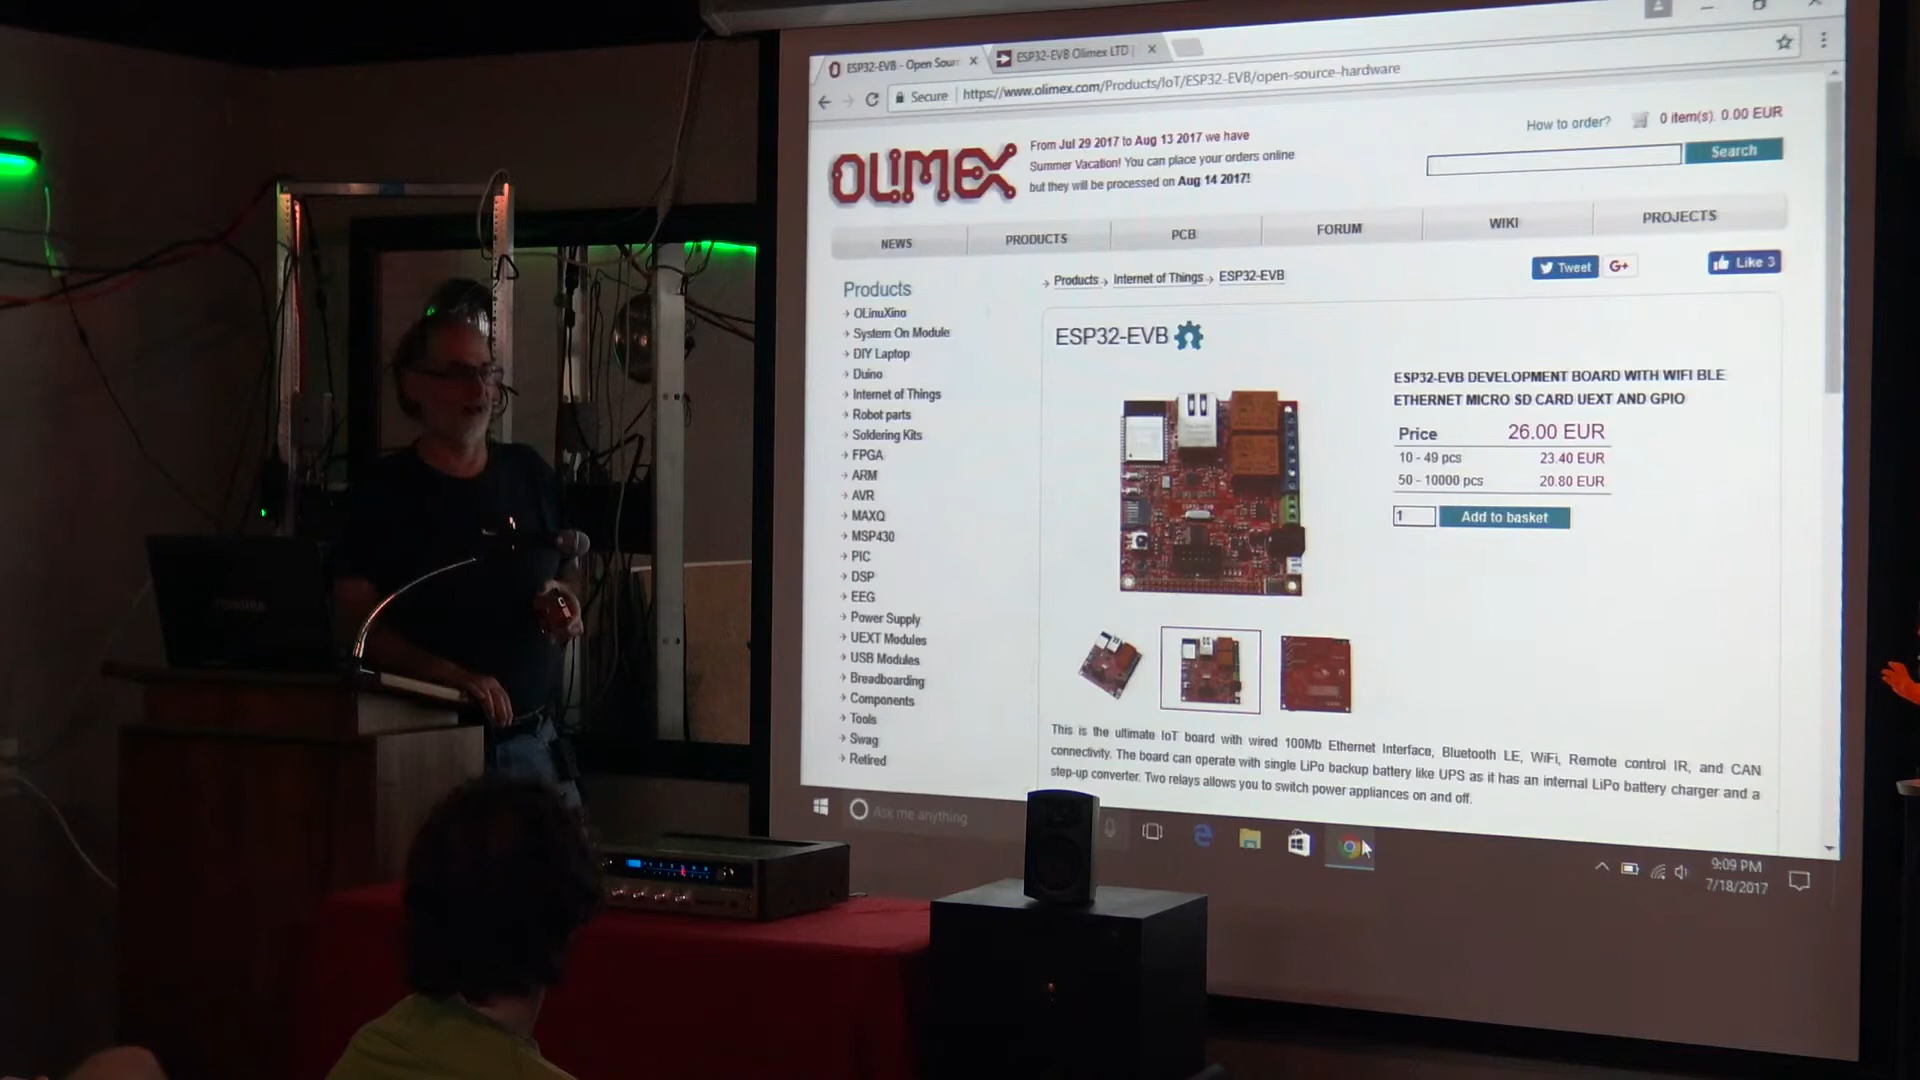 ESP32-EVB - Open Sour
ESP32-EVB Olimex LTD
Secure
https://www.olimex.com/Products/IoT/ESP32-EVB/open-source-hardware
OLIMEX
From Jul 29 2017 to Aug 13 2017 we have
Summer Vacation! You can place your orders online
but they will be processed on Aug 14 2017!
How to order?
0 item(s). 0.00 EUR
Search
NEWS
PRODUCTS
PCB
FORUM
WIKI
PROJECTS
Products
OLinuXino
System On Module
DIY Laptop
Duino
Internet of Things
Robot parts
Soldering Kits
FPGA
ARM
AVR
MAXQ
MSP430
PIC
DSP
EEG
Power Supply
UEXT Modules
USB Modules
Breadboarding
Components
Tools
Swag
Retired
Products
Internet of Things
ESP32-EVB
Tweet
G+
Like 3
ESP32-EVB
ESP32-EVB DEVELOPMENT BOARD WITH WIFI BLE
ETHERNET MICRO SD CARD UEXT AND GPIO
Price 26.00 EUR
10 - 49 pcs 23.40 EUR
50 - 10000 pcs 20.80 EUR
1
Add to basket
This is the ultimate IoT board with wired 100Mb Ethernet Interface, Bluetooth LE, WiFi, Remote control IR, and CAN
connectivity. The board can operate with single LiPo backup battery like UPS as it has an internal LiPo battery charger and a
step-up converter. Two relays allows you to switch power appliances on and off.
Ask me anything
9:09 PM
7/18/2017
TOSHIBA